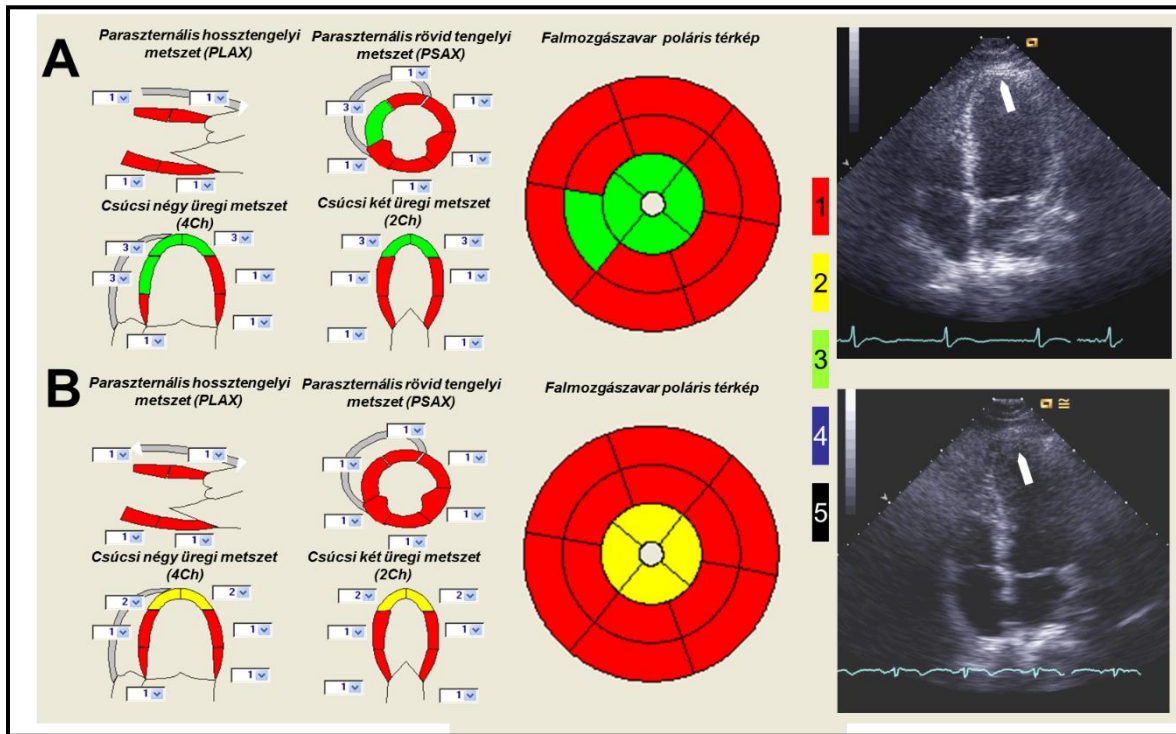 A
Paraszternális hossztengelyi
metszet (PLAX)
Paraszternális rövid tengelyi
metszet (PSAX)
Falmozgászavar poláris térkép
1
1
1
1
1
3
1
1
1
1
1
Csúcsi négy üregi metszet
(4Ch)
Csúcsi két üregi metszet
(2Ch)
3
3
3
1
1
1
3
3
1
1
1
1
1
2
3
4
5
B
Paraszternális hossztengelyi
metszet (PLAX)
Paraszternális rövid tengelyi
metszet (PSAX)
Falmozgászavar poláris térkép
1
1
1
1
1
1
1
1
1
1
Csúcsi négy üregi metszet
(4Ch)
Csúcsi két üregi metszet
(2Ch)
2
2
1
1
1
1
2
2
1
1
1
1